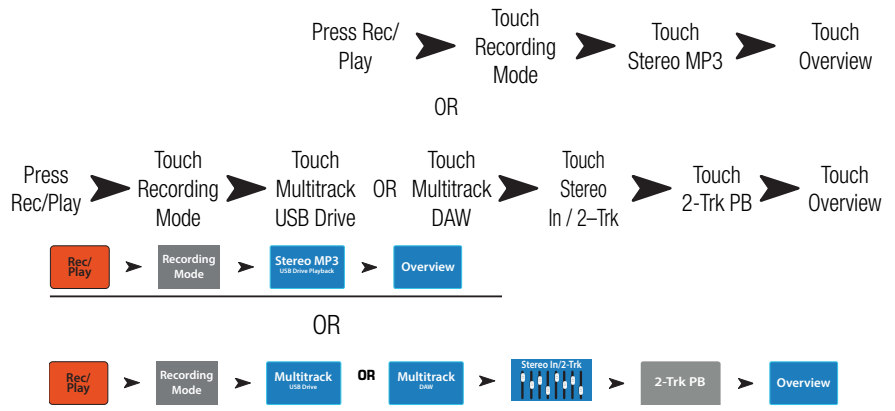 Press Rec/
Play
Touch
Recording
Mode
Touch
Stereo MP3
Touch
Overview
OR
Press
Rec/Play
Touch
Recording
Mode
Touch
Multitrack
USB Drive
OR
Touch
Multitrack
DAW
Touch
Stereo
In / 2–Trk
Touch
2-Trk PB
Touch
Overview
Rec/
Play
Recording
Mode
Stereo MP3
USB Drive Playback
Overview
OR
Rec/
Play
Recording
Mode
Multitrack
USB Drive
OR
Multitrack
DAW
Stereo In/2-Trk
2-Trk PB
Overview